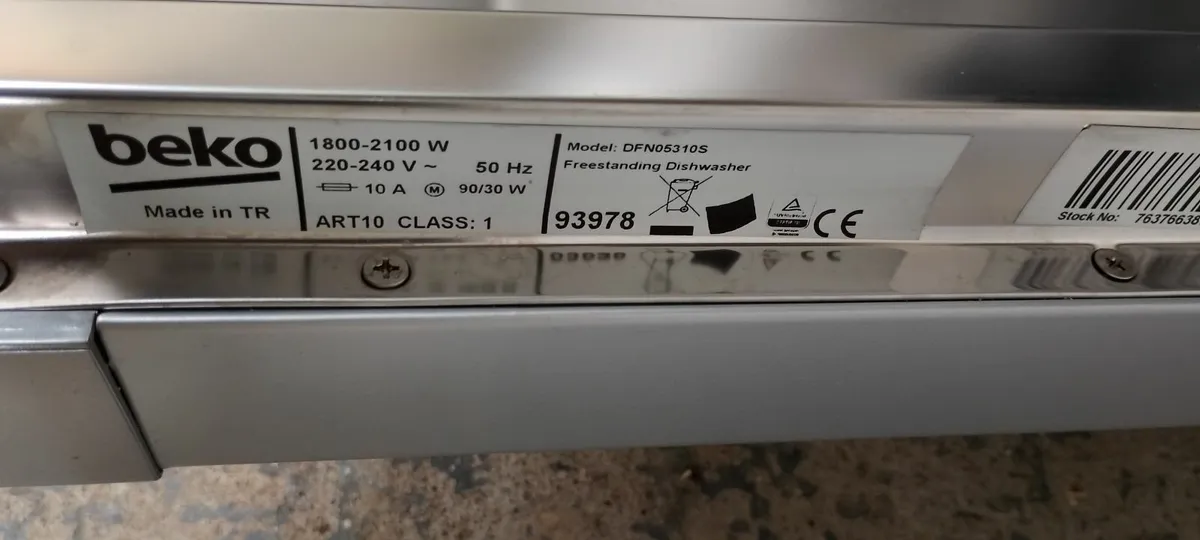 beko
Made in TR
1800-2100 W
220-240 V ~ 50 Hz
10 A M 90/30 W
ART10 CLASS: 1
Model: DFN05310S
Freestanding Dishwasher
93978
CE
Stock No: